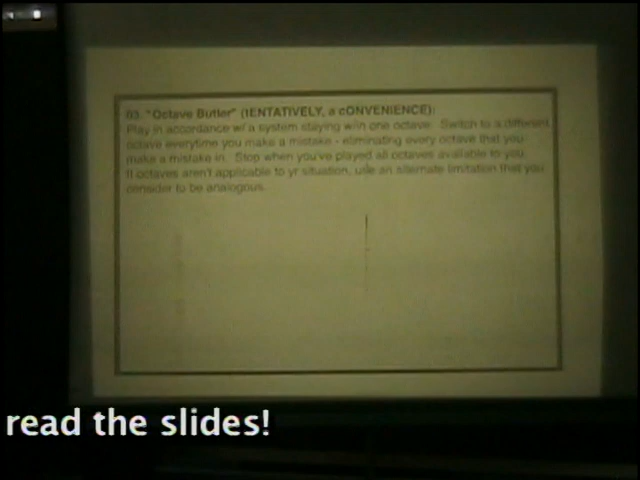 03. "Octave Butler" (tENTATIVELY, a cONVENIENCE):
Play in accordance w/ a system staying w/in one octave. Switch to a different
octave everytime you make a mistake - eliminating every octave that you
make a mistake in. Stop when you've played all octaves available to you.
If octaves aren't applicable to yr situation, use an alternate limitation that you
consider to be analogous.
read the slides!